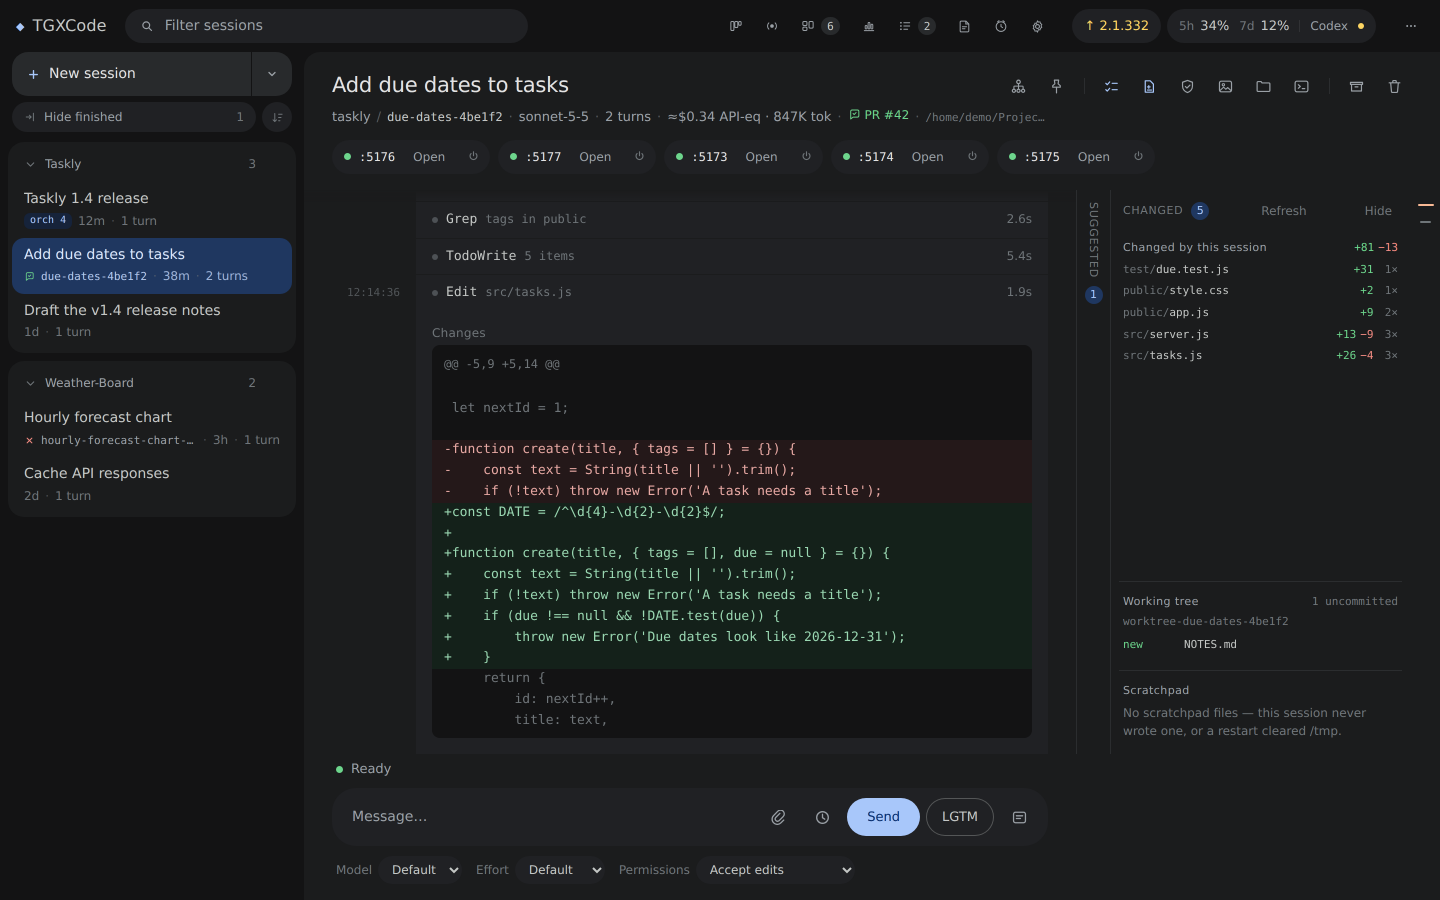 TGXCode
Filter sessions
6
2
↑ 2.1.332
5h 34% 7d 12% Codex
+ New session
Hide finished 1
Taskly 3
Taskly 1.4 release
orch 4 12m · 1 turn
Add due dates to tasks
due-dates-4be1f2 · 38m · 2 turns
Draft the v1.4 release notes
1d · 1 turn
Weather-Board 2
Hourly forecast chart
× hourly-forecast-chart-… · 3h · 1 turn
Cache API responses
2d · 1 turn
Add due dates to tasks
taskly / due-dates-4be1f2 · sonnet-5-5 · 2 turns · ≈$0.34 API-eq · 847K tok · PR #42 · /home/demo/Projec…
:5176 Open
:5177 Open
:5173 Open
:5174 Open
:5175 Open
Grep tags in public 2.6s
TodoWrite 5 items 5.4s
12:14:36 Edit src/tasks.js 1.9s
Changes
@@ -5,9 +5,14 @@
let nextId = 1;
-function create(title, { tags = [] } = {}) {
-    const text = String(title || '').trim();
-    if (!text) throw new Error('A task needs a title');
+const DATE = /^\d{4}-\d{2}-\d{2}$/;
+
+function create(title, { tags = [], due = null } = {}) {
+    const text = String(title || '').trim();
+    if (!text) throw new Error('A task needs a title');
+    if (due !== null && !DATE.test(due)) {
+        throw new Error('Due dates look like 2026-12-31');
+    }
     return {
         id: nextId++,
         title: text,
SUGGESTED 1
CHANGED 5 Refresh Hide
Changed by this session +81 −13
test/due.test.js +31 1×
public/style.css +2 1×
public/app.js +9 2×
src/server.js +13 −9 3×
src/tasks.js +26 −4 3×
Working tree 1 uncommitted
worktree-due-dates-4be1f2
new NOTES.md
Scratchpad
No scratchpad files — this session never
wrote one, or a restart cleared /tmp.
Ready
Message…
Send
LGTM
Model Default Effort Default Permissions Accept edits